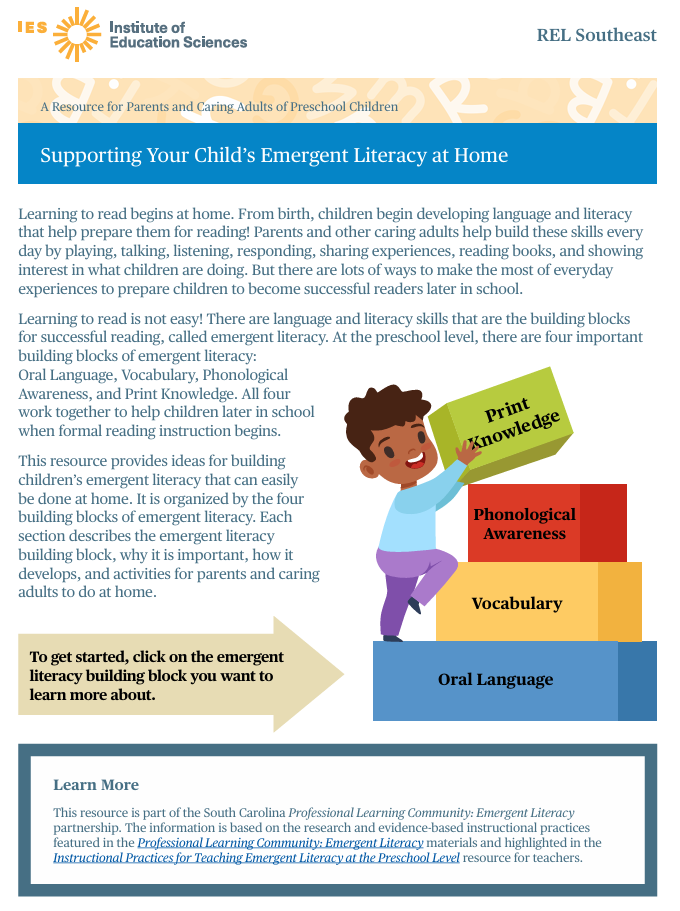 IES
Institute of
Education Sciences
REL Southeast
A Resource for Parents and Caring Adults of Preschool Children
Supporting Your Child’s Emergent Literacy at Home
Learning to read begins at home. From birth, children begin developing language and literacy
that help prepare them for reading! Parents and other caring adults help build these skills every
day by playing, talking, listening, responding, sharing experiences, reading books, and showing
interest in what children are doing. But there are lots of ways to make the most of everyday
experiences to prepare children to become successful readers later in school.
Learning to read is not easy! There are language and literacy skills that are the building blocks
for successful reading, called emergent literacy. At the preschool level, there are four important
building blocks of emergent literacy:
Oral Language, Vocabulary, Phonological
Awareness, and Print Knowledge. All four
work together to help children later in school
when formal reading instruction begins.
This resource provides ideas for building
children’s emergent literacy that can easily
be done at home. It is organized by the four
building blocks of emergent literacy. Each
section describes the emergent literacy
building block, why it is important, how it
develops, and activities for parents and caring
adults to do at home.
Print
Knowledge
Phonological
Awareness
Vocabulary
Oral Language
To get started, click on the emergent
literacy building block you want to
learn more about.
Learn More
This resource is part of the South Carolina Professional Learning Community: Emergent Literacy
partnership. The information is based on the research and evidence-based instructional practices
featured in the Professional Learning Community: Emergent Literacy materials and highlighted in the
Instructional Practices for Teaching Emergent Literacy at the Preschool Level resource for teachers.